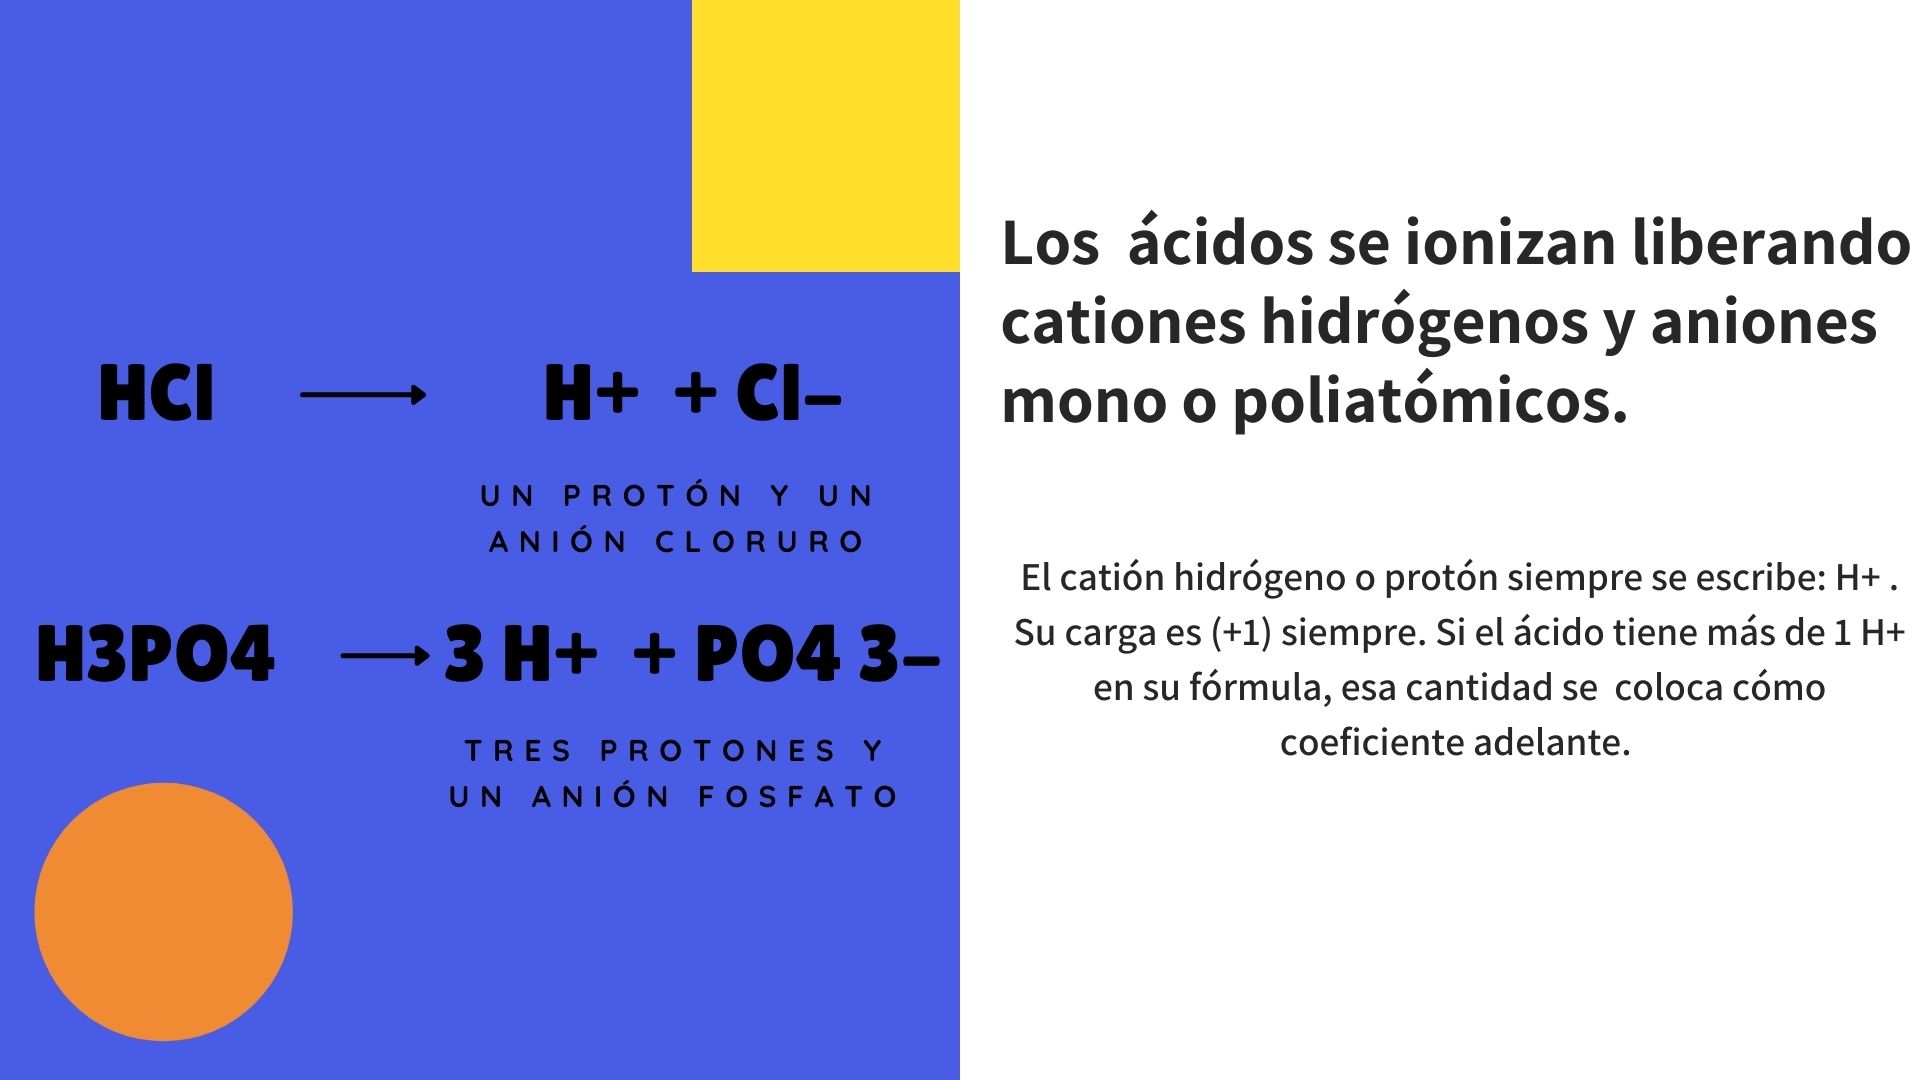 HCl → H+ + Cl–
UN PROTÓN Y UN
ANIÓN CLORURO
H3PO4 → 3 H+ + PO4 3–
TRES PROTONES Y
UN ANIÓN FOSFATO
Los ácidos se ionizan liberando
cationes hidrógenos y aniones
mono o poliatómicos.
El catión hidrógeno o protón siempre se escribe: H+ .
Su carga es (+1) siempre. Si el ácido tiene más de 1 H+
en su fórmula, esa cantidad se coloca cómo
coeficiente adelante.